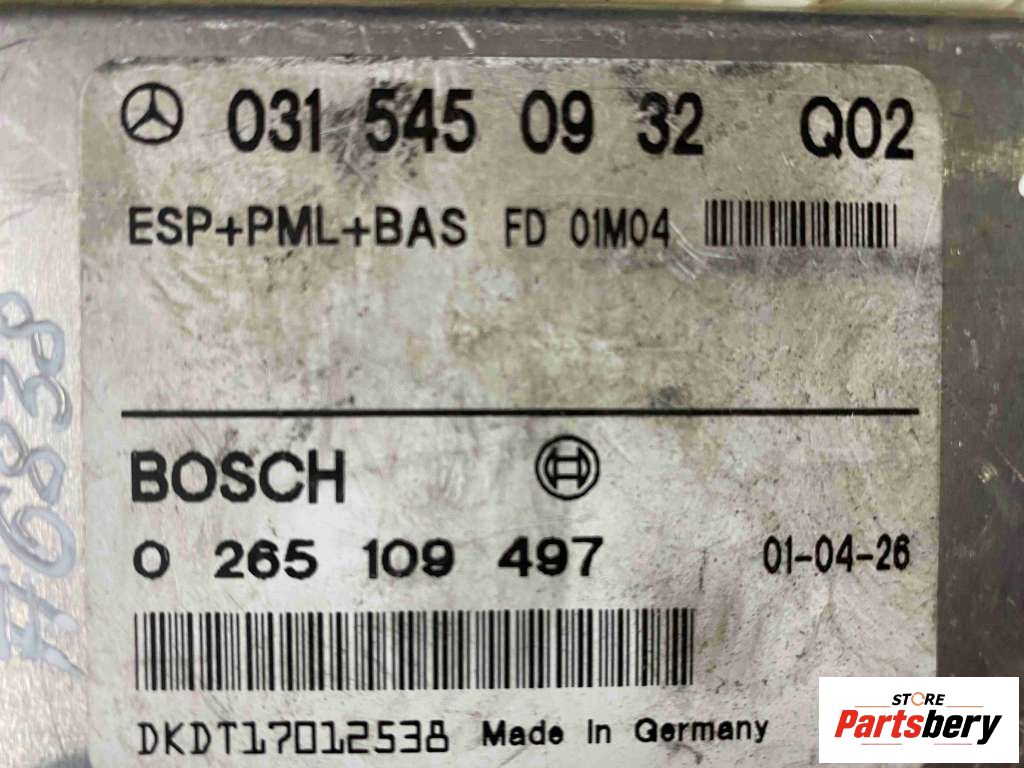 031 545 09 32 Q02
ESP+PML+BAS FD 01M04
BOSCH
0 265 109 497 01-04-26
DKDT17012538 Made in Germany
#6838
STORE
Partsbery